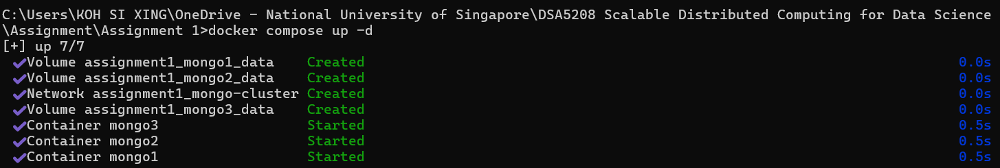 C:\Users\KOH SI XING\OneDrive - National University of Singapore\DSA5208 Scalable Distributed Computing for Data Science
\Assignment\Assignment 1>docker compose up -d
[+] up 7/7
✔Volume assignment1_mongo1_data Created 0.0s
✔Volume assignment1_mongo2_data Created 0.0s
✔Network assignment1_mongo-cluster Created 0.0s
✔Volume assignment1_mongo3_data Created 0.0s
✔Container mongo3 Started 0.5s
✔Container mongo2 Started 0.5s
✔Container mongo1 Started 0.5s